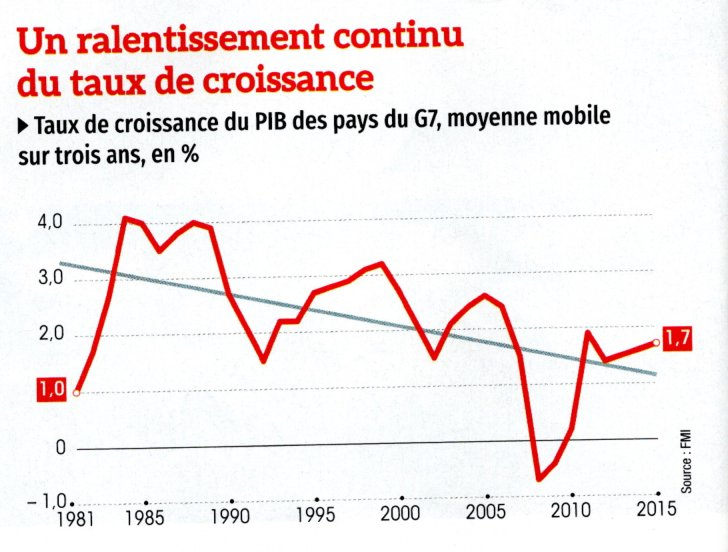 Un ralentissement continu
du taux de croissance
▶ Taux de croissance du PIB des pays du G7, moyenne mobile
sur trois ans, en %
4,0
3,0
2,0
1,0
0
– 1,0
1,7
1981 1985 1990 1995 2000 2005 2010 2015
Source : FMI